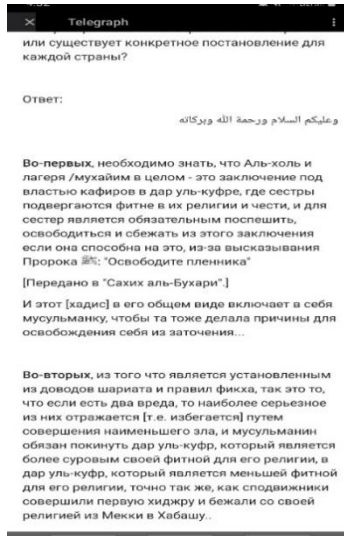 Telegraph
или существует конкретное постановление для
каждой страны?
Ответ:
وعليكم السلام ورحمة الله وبركاته
Во-первых, необходимо знать, что Аль-холь и
лагеря /мухайим в целом - это заключение под
властью кафиров в дар уль-куфре, где сестры
подвергаются фитне в их религии и чести, и для
сестер является обязательным поспешить,
освободиться и сбежать из этого заключения
если она способна на это, из-за высказывания
Пророка ﷺ: "Освободите пленника"
[Передано в "Сахих аль-Бухари".]
И этот [хадис] в его общем виде включает в себя
мусульманку, чтобы та тоже делала причины для
освобождения себя из заточения...
Во-вторых, из того что является установленным
из доводов шариата и правил фикха, так это то,
что если есть два вреда, то наиболее серьезное
из них отражается [т.е. избегается] путем
совершения наименьшего зла, и мусульманин
обязан покинуть дар уль-куфр, который является
более суровым своей фитной для его религии, в
дар уль-куфр, который является меньшей фитной
для его религии, точно так же, как сподвижники
совершили первую хиджру и бежали со своей
религией из Мекки в Хабашу..